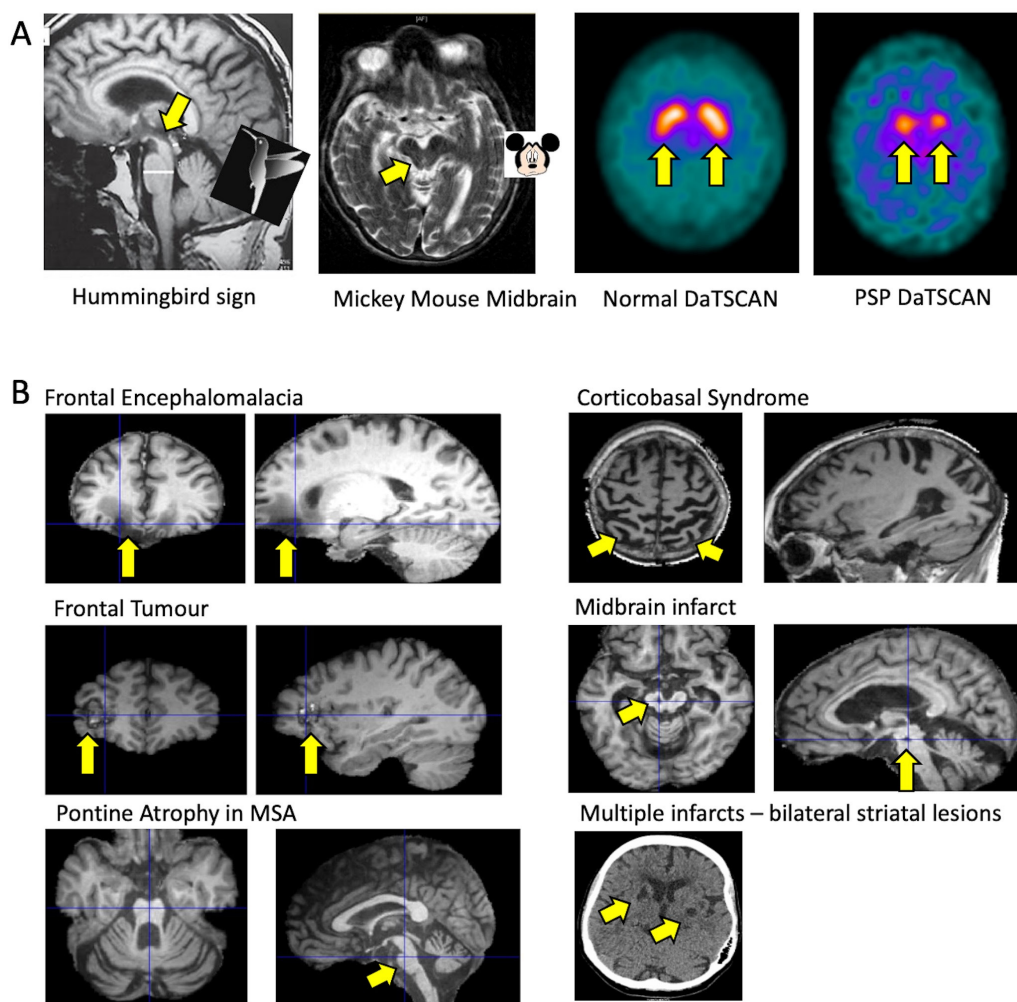 A
[AF]
Hummingbird sign
Mickey Mouse Midbrain
Normal DaTSCAN
PSP DaTSCAN
B
Frontal Encephalomalacia
Corticobasal Syndrome
Frontal Tumour
Midbrain infarct
Pontine Atrophy in MSA
Multiple infarcts – bilateral striatal lesions